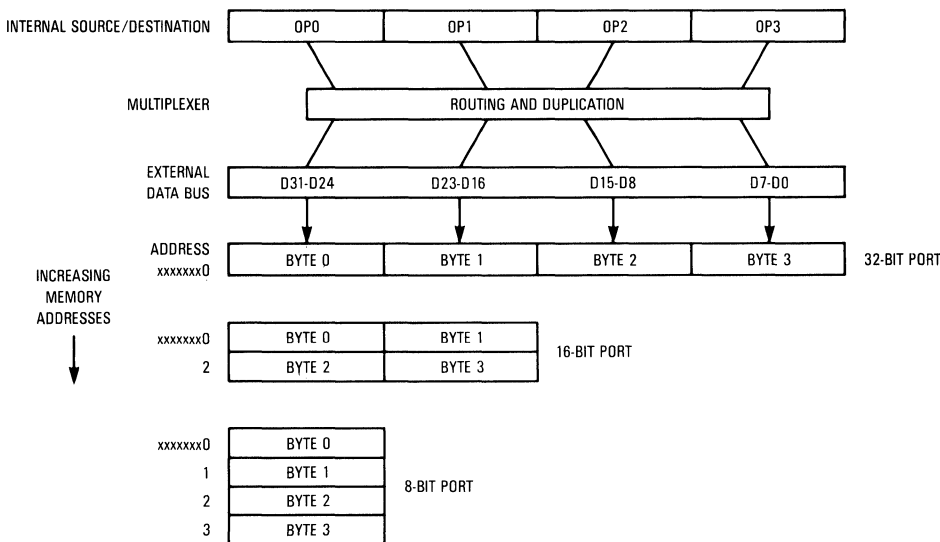 INTERNAL SOURCE/DESTINATION OP0 OP1 OP2 OP3
MULTIPLEXER ROUTING AND DUPLICATION
EXTERNAL
DATA BUS
D31-D24 D23-D16 D15-D8 D7-D0
ADDRESS
xxxxxxx0
BYTE 0 BYTE 1 BYTE 2 BYTE 3 32-BIT PORT
INCREASING
MEMORY
ADDRESSES
xxxxxxx0 BYTE 0 BYTE 1
2 BYTE 2 BYTE 3
16-BIT PORT
xxxxxxx0 BYTE 0
1 BYTE 1
2 BYTE 2
3 BYTE 3
8-BIT PORT